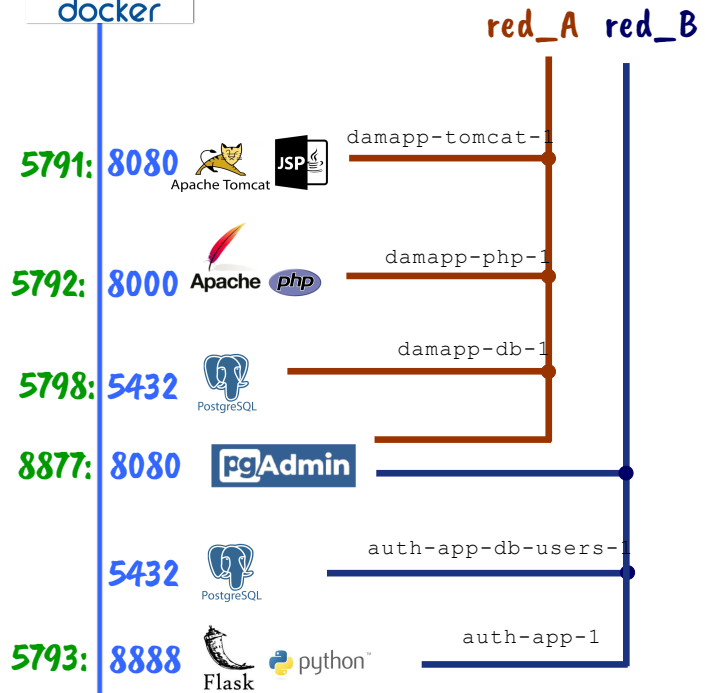 docker
red_A red_B
damapp-tomcat-1
5791: 8080 Apache Tomcat JSP
damapp-php-1
5792: 8000 Apache php
damapp-db-1
5798: 5432 PostgreSQL
8877: 8080 pgAdmin
auth-app-db-users-1
5432 PostgreSQL
auth-app-1
5793: 8888 Flask python™